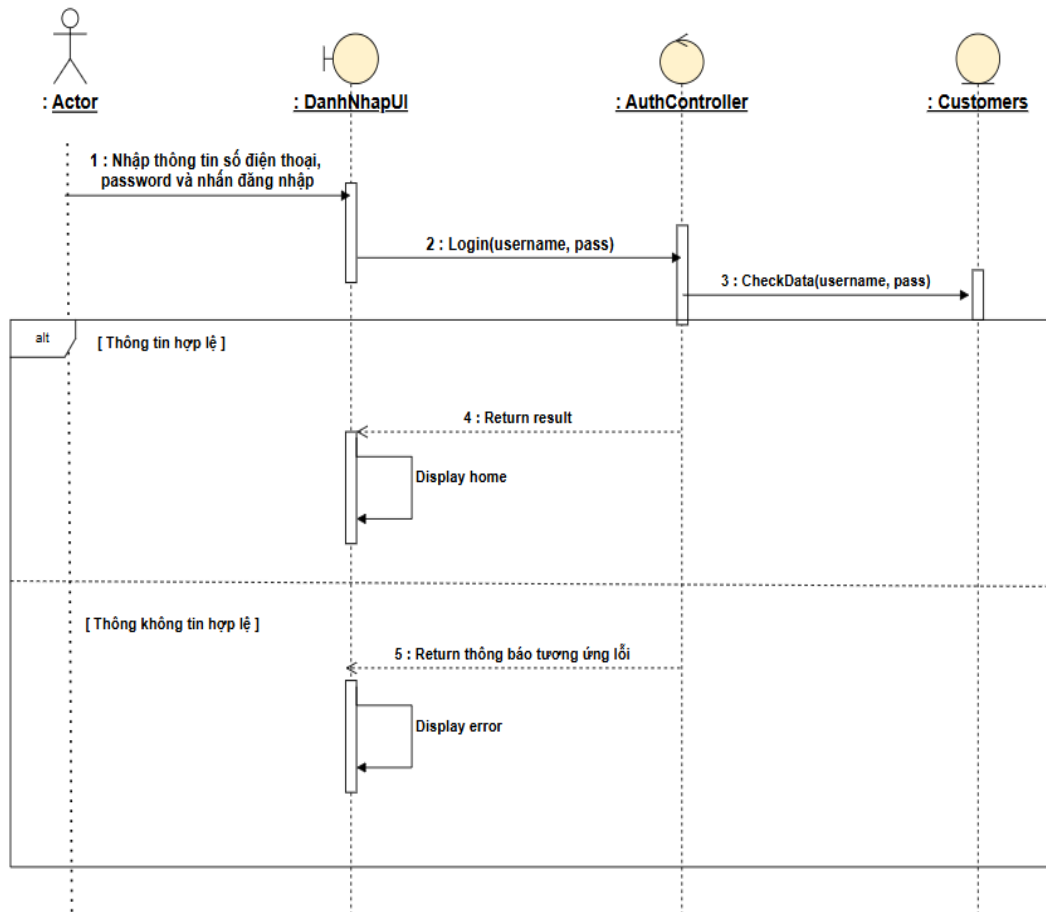 : Actor
: DanhNhapUI
: AuthController
: Customers
1 : Nhập thông tin số điện thoại,
password và nhấn đăng nhập
2 : Login(username, pass)
3 : CheckData(username, pass)
alt
[ Thông tin hợp lệ ]
4 : Return result
Display home
[ Thông không tin hợp lệ ]
5 : Return thông báo tương ứng lỗi
Display error